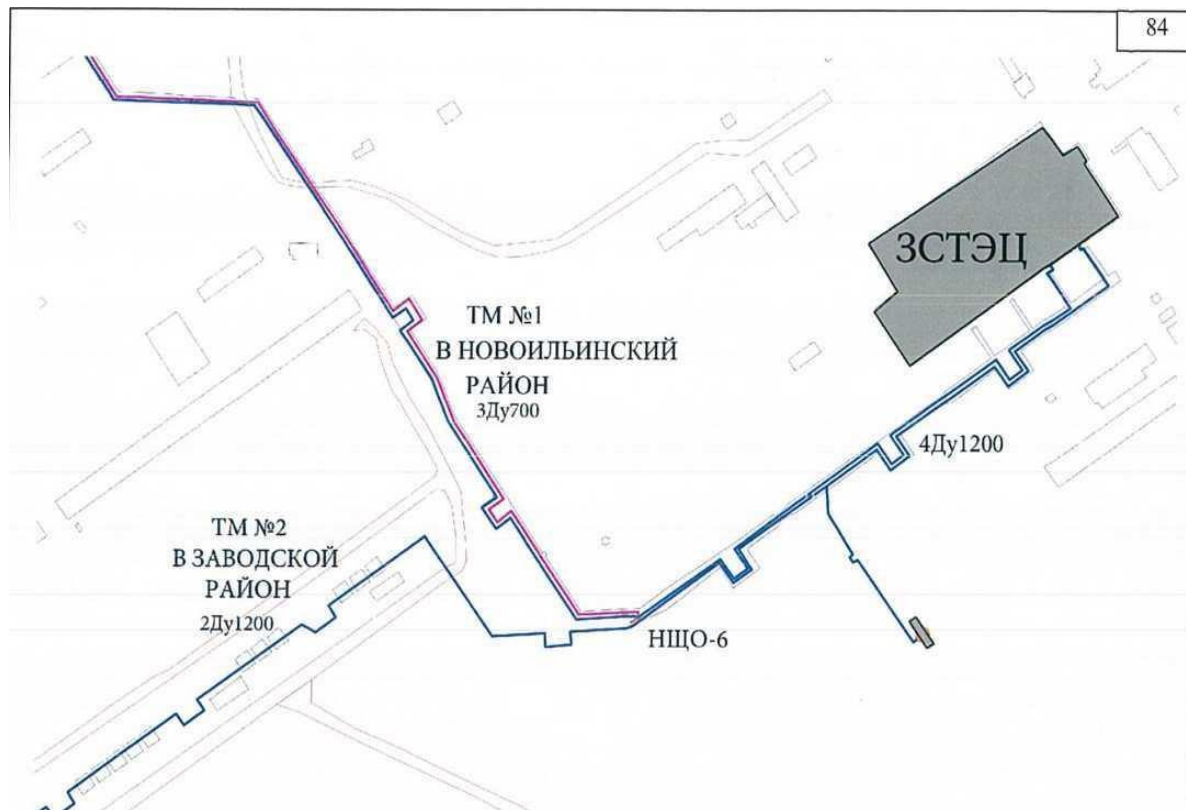 84
ЗСТЭЦ
ТМ №1
В НОВОИЛЬИНСКИЙ
РАЙОН
3Ду700
4Ду1200
ТМ №2
В ЗАВОДСКОЙ
РАЙОН
2Ду1200
НЩО-6